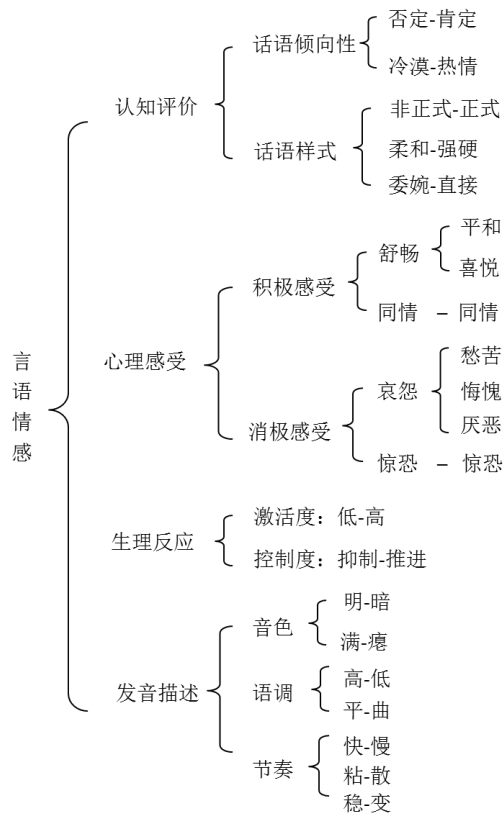 言语情感
认知评价
话语倾向性
否定-肯定
冷漠-热情
话语样式
非正式-正式
柔和-强硬
委婉-直接
心理感受
积极感受
舒畅
平和
喜悦
同情 – 同情
消极感受
哀怨
愁苦
悔愧
厌恶
惊恐 – 惊恐
生理反应
激活度：低-高
控制度：抑制-推进
发音描述
音色
明-暗
满-瘪
语调
高-低
平-曲
节奏
快-慢
粘-散
稳-变